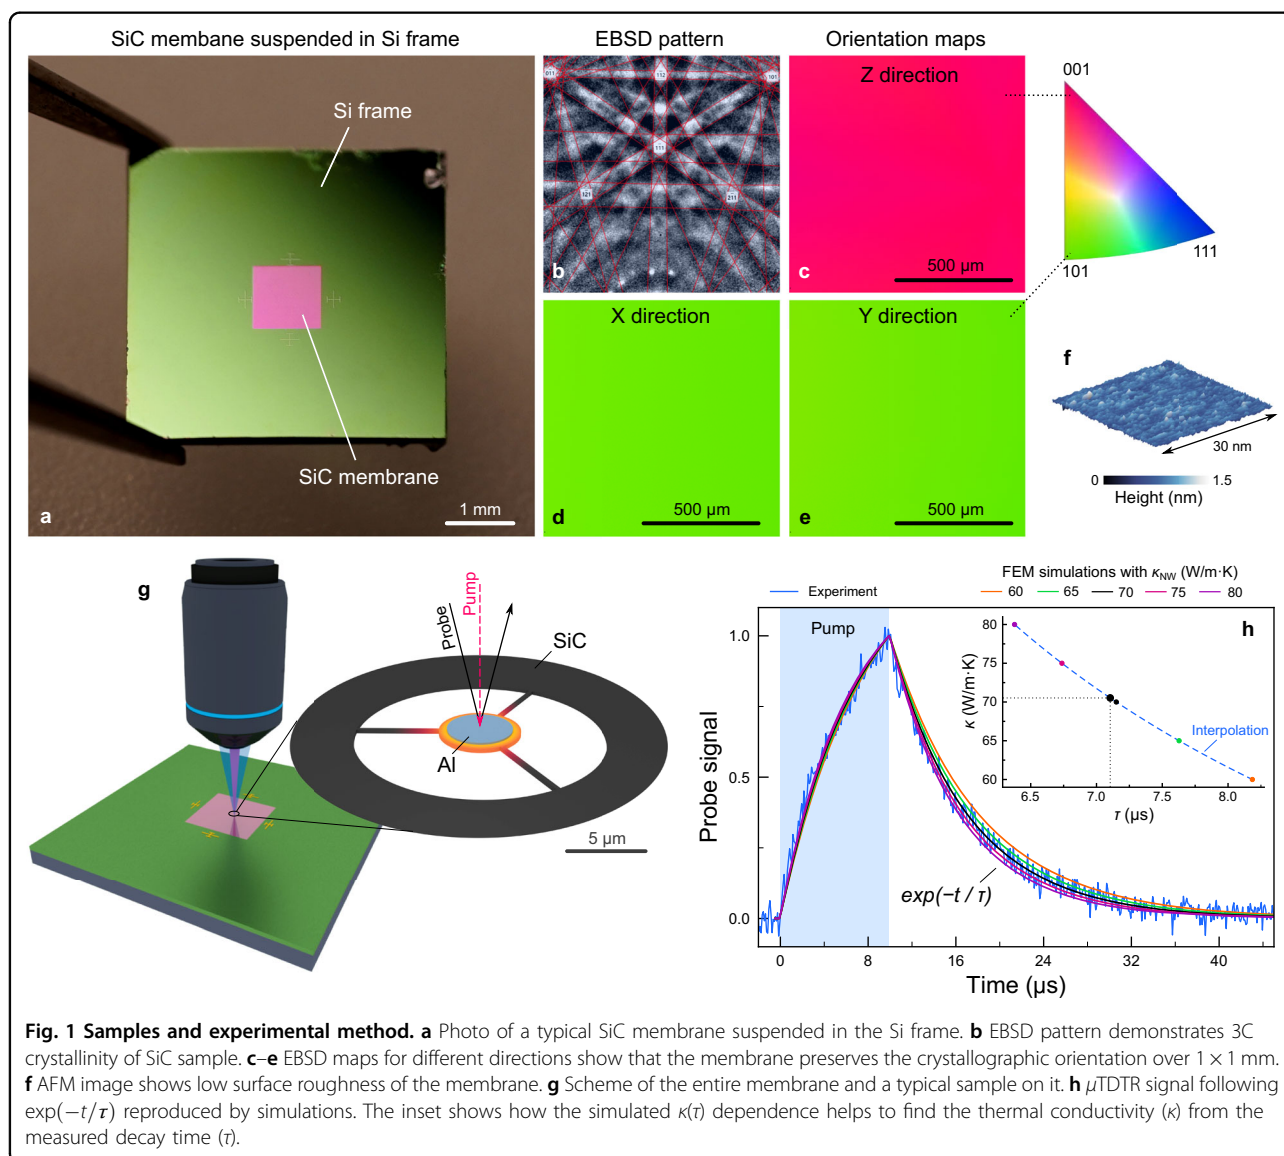 SiC membane suspended in Si frame
EBSD pattern
Orientation maps
Si frame
SiC membrane
1 mm
a
011
112
101
111
121
211
b
Z direction
500 µm
c
001
101
111
X direction
500 µm
d
Y direction
500 µm
e
f
30 nm
0
1.5
Height (nm)
g
Probe
Pump
SiC
Al
5 µm
FEM simulations with κNW (W/m·K)
Experiment
60 65 70 75 80
Pump
h
1.0
0.5
0.0
Probe signal
exp(−t / τ)
0 8 16 24 32 40
Time (µs)
80
75
70
65
60
κ (W/m·K)
Interpolation
6.5 7.0 7.5 8.0
τ (µs)
Fig. 1 Samples and experimental method. a Photo of a typical SiC membrane suspended in the Si frame. b EBSD pattern demonstrates 3C
crystallinity of SiC sample. c–e EBSD maps for different directions show that the membrane preserves the crystallographic orientation over 1 × 1 mm.
f AFM image shows low surface roughness of the membrane. g Scheme of the entire membrane and a typical sample on it. h µTDTR signal following
exp(−t/τ) reproduced by simulations. The inset shows how the simulated κ(τ) dependence helps to find the thermal conductivity (κ) from the
measured decay time (τ).